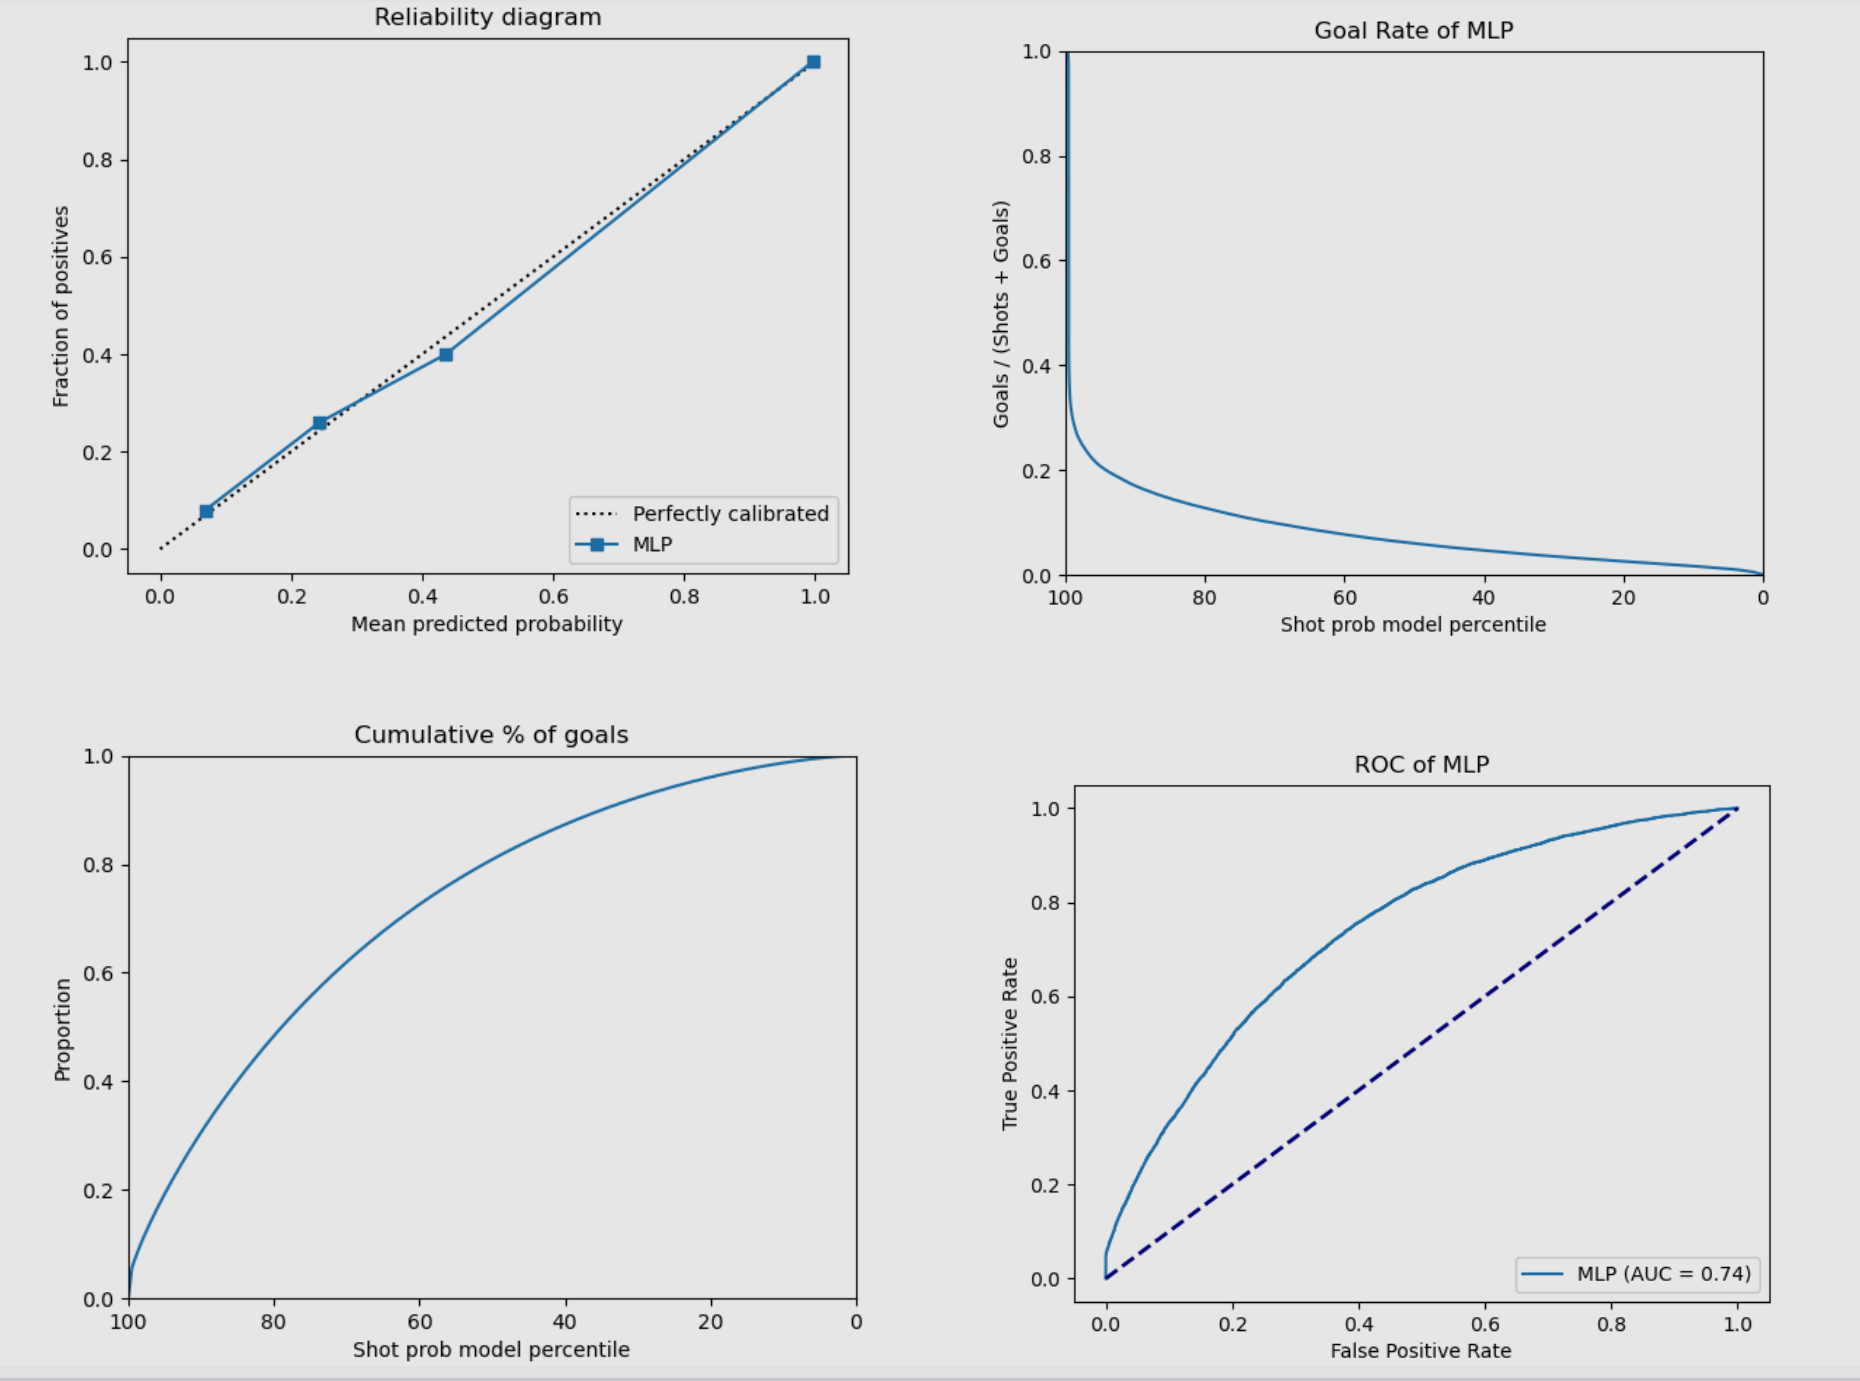 Reliability diagram
1.0
0.8
0.6
0.4
0.2
0.0
Fraction of positives
Perfectly calibrated
MLP
0.0 0.2 0.4 0.6 0.8 1.0
Mean predicted probability
Goal Rate of MLP
1.0
0.8
0.6
0.4
0.2
0.0
Goals / (Shots + Goals)
100 80 60 40 20 0
Shot prob model percentile
Cumulative % of goals
1.0
0.8
0.6
0.4
0.2
0.0
Proportion
100 80 60 40 20 0
Shot prob model percentile
ROC of MLP
1.0
0.8
0.6
0.4
0.2
0.0
True Positive Rate
MLP (AUC = 0.74)
0.0 0.2 0.4 0.6 0.8 1.0
False Positive Rate